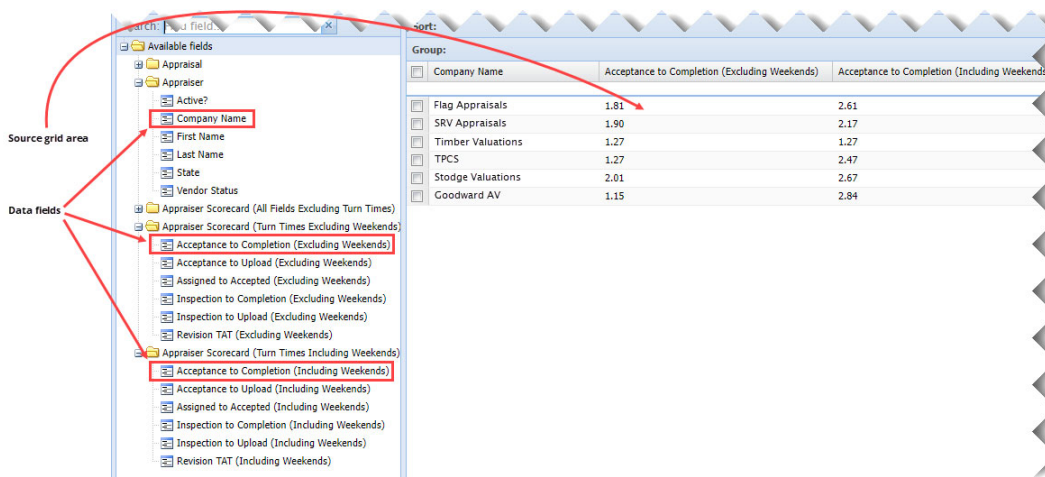 Search:
field...
Sort:
Available fields
Group:
Appraisal
Company Name
Acceptance to Completion (Excluding Weekends)
Acceptance to Completion (Including Weekends
Appraiser
Active?
Flag Appraisals
1.81
2.61
Company Name
SRV Appraisals
1.90
2.17
Source grid area
First Name
Timber Valuations
1.27
1.27
Last Name
TPCS
1.27
2.47
State
Stodge Valuations
2.01
2.67
Vendor Status
Goodward AV
1.15
2.84
Data fields
Appraiser Scorecard (All Fields Excluding Turn Times)
Appraiser Scorecard (Turn Times Excluding Weekends)
Acceptance to Completion (Excluding Weekends)
Acceptance to Upload (Excluding Weekends)
Assigned to Accepted (Excluding Weekends)
Inspection to Completion (Excluding Weekends)
Inspection to Upload (Excluding Weekends)
Revision TAT (Excluding Weekends)
Appraiser Scorecard (Turn Times Including Weekends)
Acceptance to Completion (Including Weekends)
Acceptance to Upload (Including Weekends)
Assigned to Accepted (Including Weekends)
Inspection to Completion (Including Weekends)
Inspection to Upload (Including Weekends)
Revision TAT (Including Weekends)